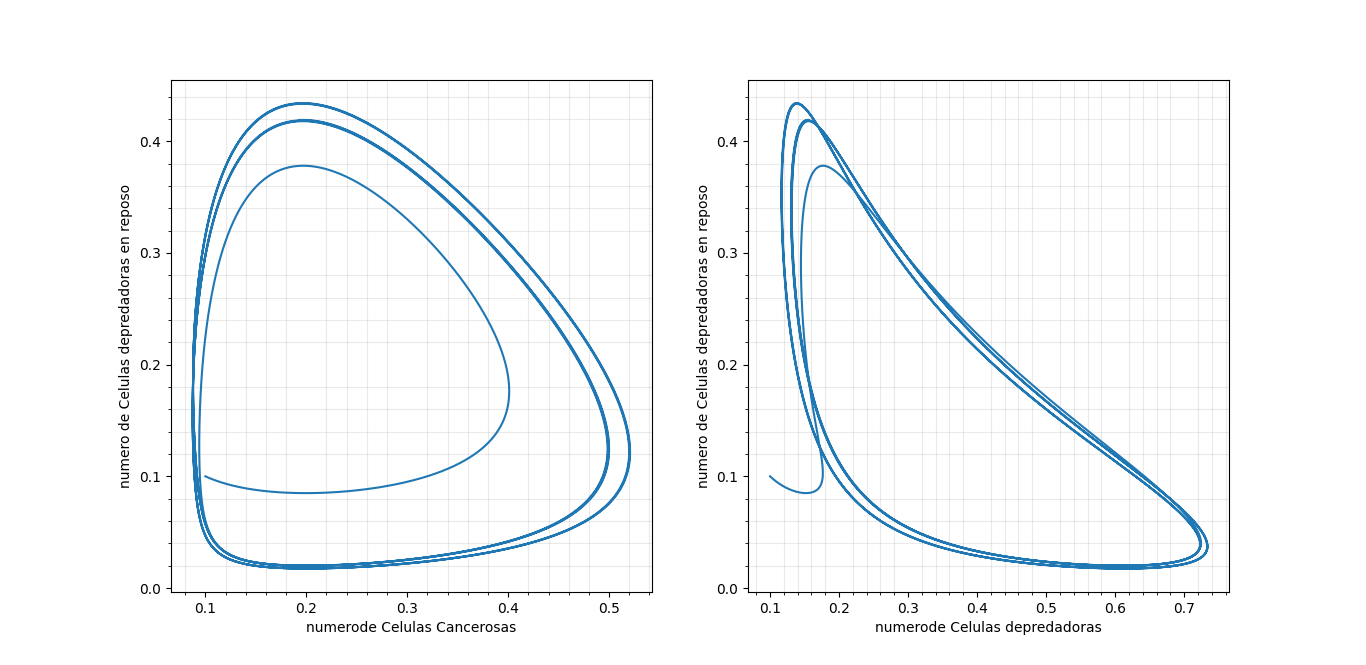 numero de Celulas depredadoras en reposo
0.4
0.3
0.2
0.1
0.0
0.1 0.2 0.3 0.4 0.5
numerode Celulas Cancerosas
numero de Celulas depredadoras en reposo
0.4
0.3
0.2
0.1
0.0
0.1 0.2 0.3 0.4 0.5 0.6 0.7
numerode Celulas depredadoras